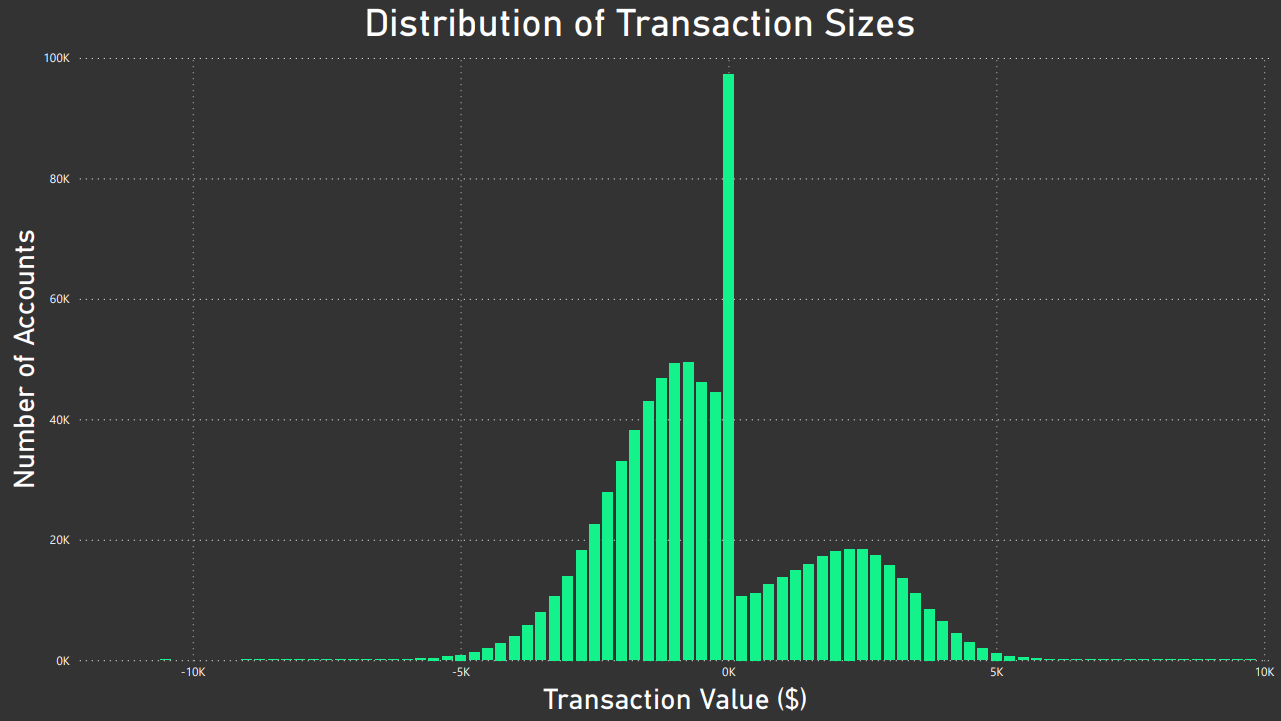 Distribution of Transaction Sizes
100K
80K
60K
40K
20K
0K
Number of Accounts
-10K
-5K
0K
5K
10K
Transaction Value ($)